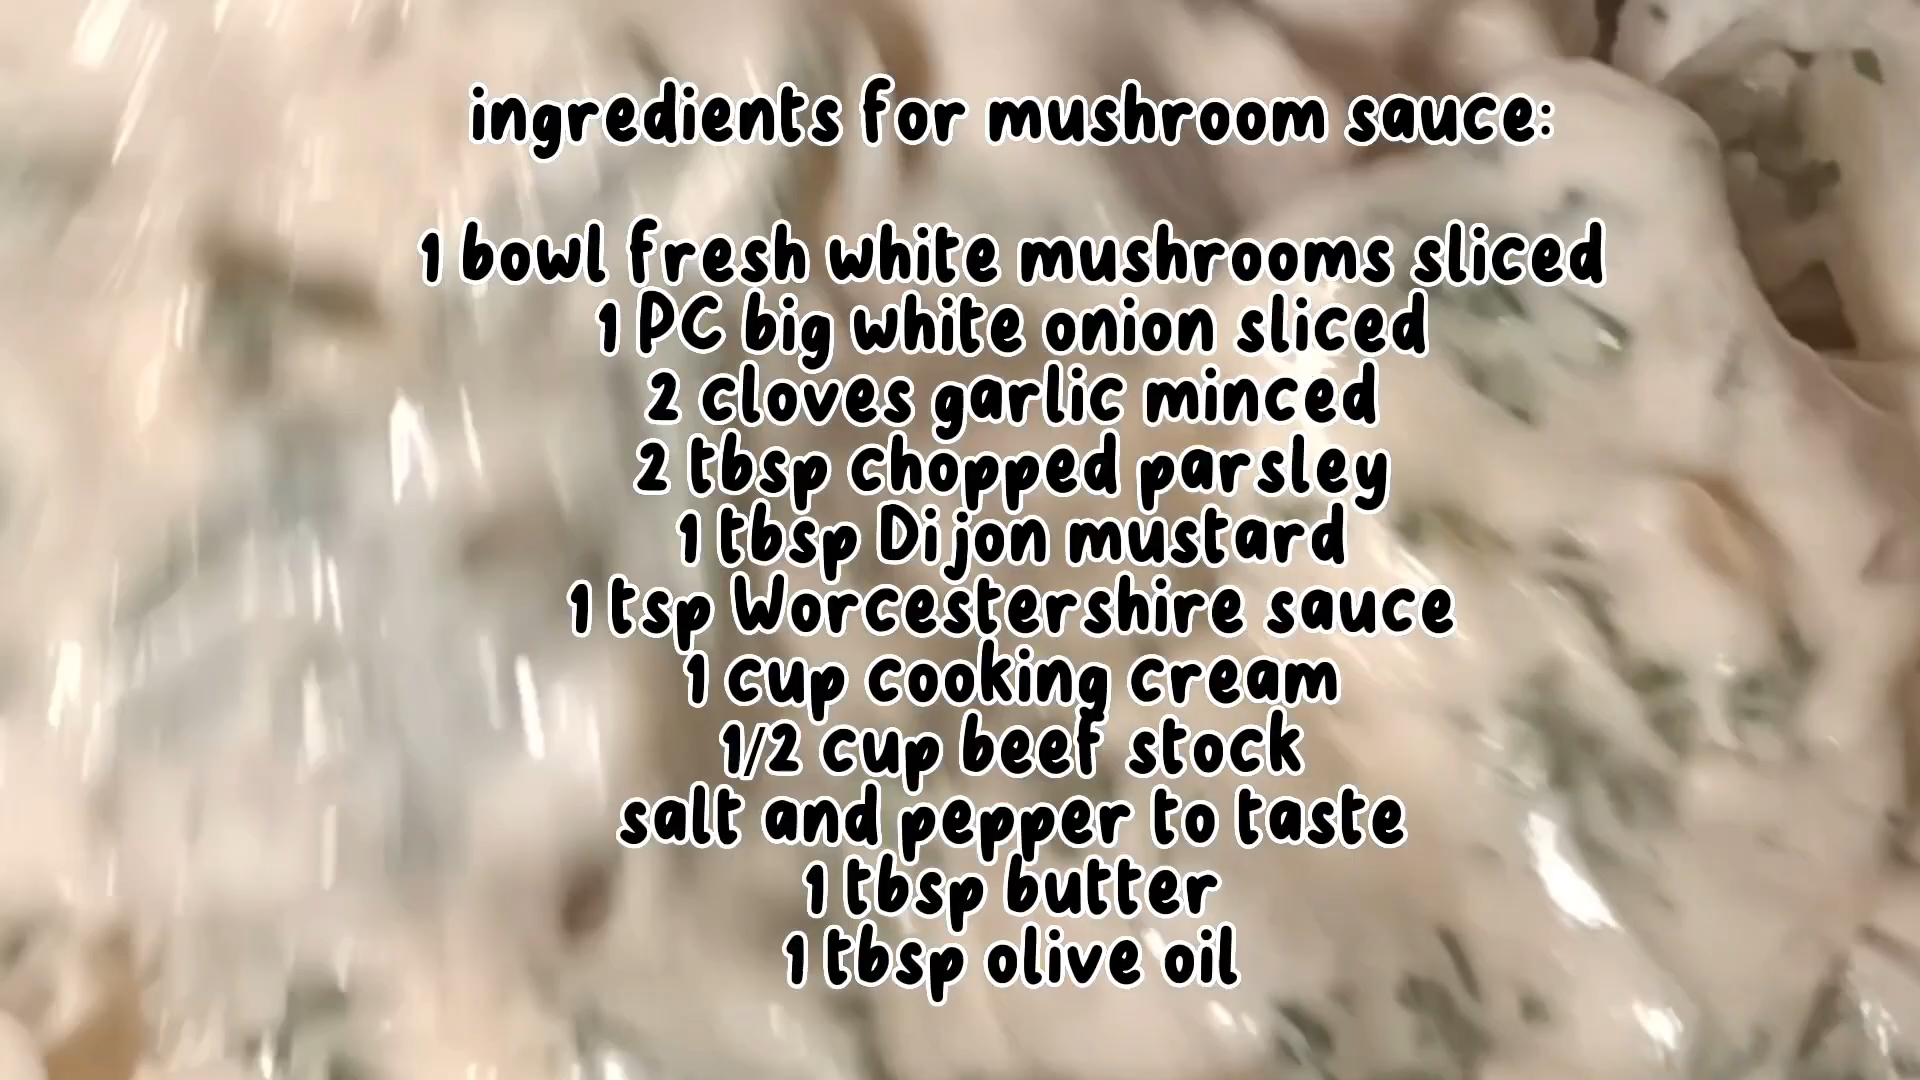 ingredients for mushroom sauce:
1 bowl fresh white mushrooms sliced
1 PC big white onion sliced
2 cloves garlic minced
2 tbsp chopped parsley
1 tbsp Dijon mustard
1 tsp Worcestershire sauce
1 cup cooking cream
1/2 cup beef stock
salt and pepper to taste
1 tbsp butter
1 tbsp olive oil